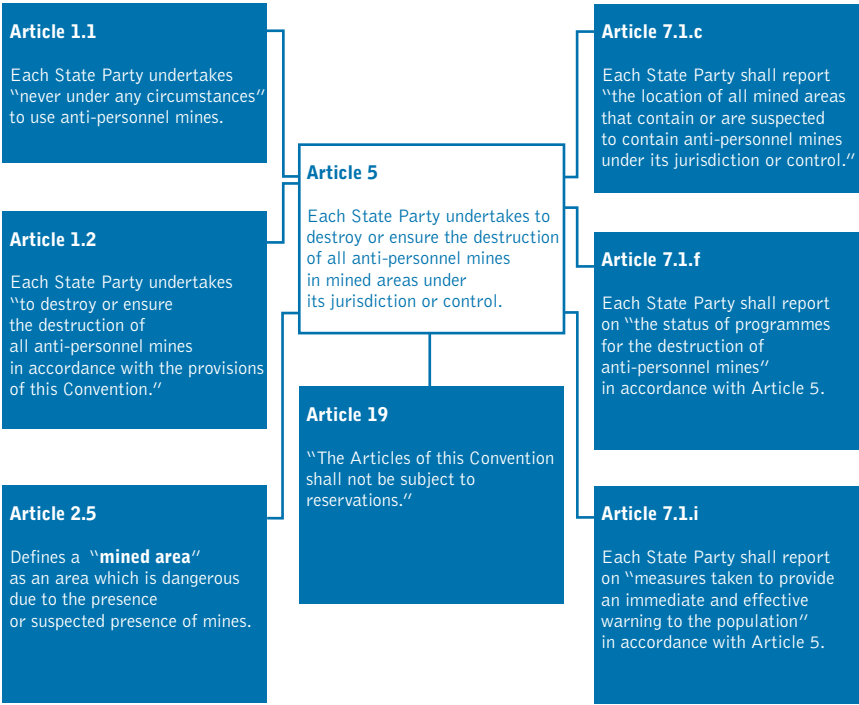 Article 1.1
Each State Party undertakes
“never under any circumstances”
to use anti-personnel mines.
Article 1.2
Each State Party undertakes
“to destroy or ensure
the destruction of
all anti-personnel mines
in accordance with the provisions
of this Convention.”
Article 2.5
Defines a “mined area”
as an area which is dangerous
due to the presence
or suspected presence of mines.
Article 5
Each State Party undertakes to
destroy or ensure the destruction
of all anti-personnel mines
in mined areas under
its jurisdiction or control.
Article 19
“The Articles of this Convention
shall not be subject to
reservations.”
Article 7.1.c
Each State Party shall report
“the location of all mined areas
that contain or are suspected
to contain anti-personnel mines
under its jurisdiction or control.”
Article 7.1.f
Each State Party shall report
on “the status of programmes
for the destruction of
anti-personnel mines”
in accordance with Article 5.
Article 7.1.i
Each State Party shall report
on “measures taken to provide
an immediate and effective
warning to the population”
in accordance with Article 5.